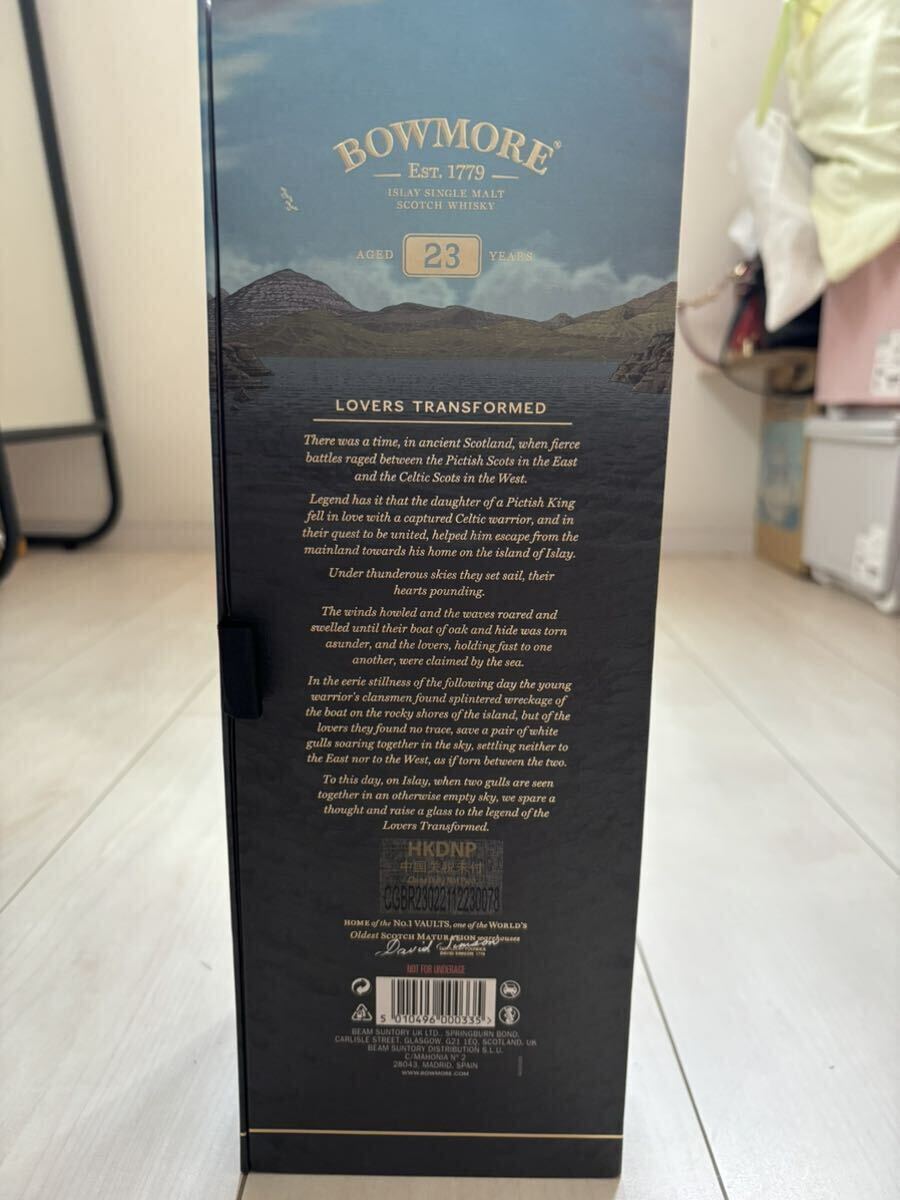 BOWMORE®
EST. 1779
ISLAY SINGLE MALT
SCOTCH WHISKY
AGED 23 YEARS
LOVERS TRANSFORMED
There was a time, in ancient Scotland, when fierce
battles raged between the Pictish Scots in the East
and the Celtic Scots in the West.
Legend has it that the daughter of a Pictish King
fell in love with a captured Celtic warrior, and in
their quest to be united, helped him escape from the
mainland towards his home on the island of Islay.
Under thunderous skies they set sail, their
hearts pounding.
The winds howled and the waves roared and
swelled until their boat of oak and hide was torn
asunder, and the lovers, holding fast to one
another, were claimed by the sea.
In the eerie stillness of the following day the young
warrior's clansmen found splintered wreckage of
the boat on the rocky shores of the island, but of the
lovers they found no trace, save a pair of white
gulls soaring together in the sky, settling neither to
the East nor to the West, as if torn between the two.
To this day, on Islay, when two gulls are seen
together in an otherwise empty sky, we spare a
thought and raise a glass to the legend of the
Lovers Transformed.
HKDNP
中国关税未付
China Duty Not Paid
CGBR23022112230078
HOME of the No.1 VAULTS, one of the WORLD'S
Oldest SCOTCH MATURATION warehouses
David Simson
NOT FOR UNDERAGE
5 010496 000335 >
BEAM SUNTORY UK LTD., SPRINGBURN BOND,
CARLISLE STREET, GLASGOW, G21 1EQ, SCOTLAND, UK
BEAM SUNTORY DISTRIBUTION S.L.U.
C/MAHONIA Nº 2
28043, MADRID, SPAIN
WWW.BOWMORE.COM